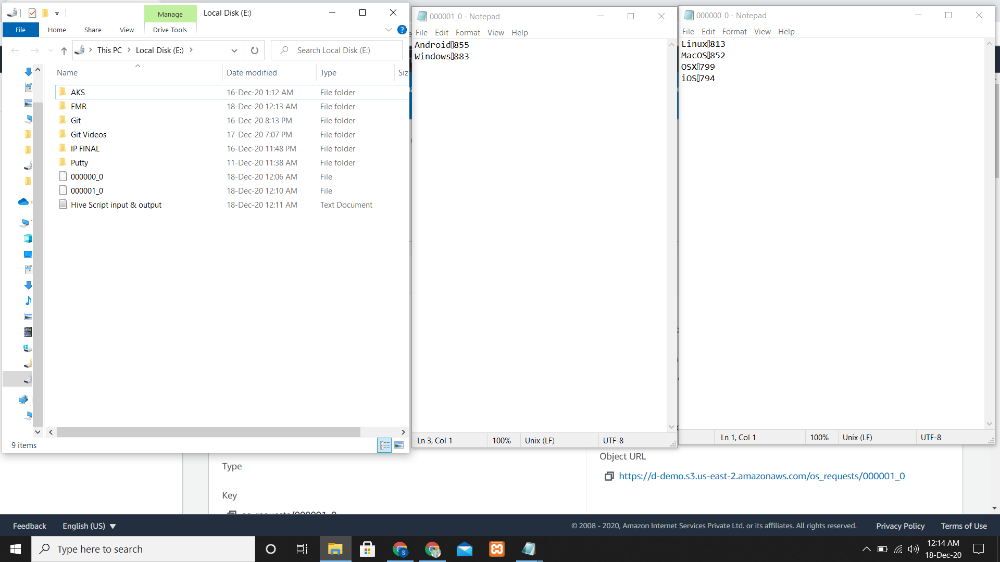 Manage
Local Disk (E:)
File
Home
Share
View
Drive Tools
This PC
Local Disk (E:)
Search Local Disk (E:)
Name
Date modified
Type
Siz
AKS 16-Dec-20 1:12 AM File folder
EMR 18-Dec-20 12:13 AM File folder
Git 16-Dec-20 8:13 PM File folder
Git Videos 17-Dec-20 7:07 PM File folder
IP FINAL 16-Dec-20 11:48 PM File folder
Putty 11-Dec-20 11:38 AM File folder
000000_0 18-Dec-20 12:06 AM File
000001_0 18-Dec-20 12:10 AM File
Hive Script input & output 18-Dec-20 12:11 AM Text Document
9 items
000001_0 - Notepad
File Edit Format View Help
Android▯855
Windows▯883
Ln 3, Col 1 100% Unix (LF) UTF-8
000000_0 - Notepad
File Edit Format View Help
Linux▯813
MacOS▯852
OSX▯799
iOS▯794
Ln 1, Col 1 100% Unix (LF) UTF-8
Type
Key
os_requests/000001_0
Object URL
https://d-demo.s3.us-east-2.amazonaws.com/os_requests/000001_0
Feedback English (US) © 2008 - 2020, Amazon Internet Services Private Ltd. or its affiliates. All rights reserved. Privacy Policy Terms of Use
Type here to search
12:14 AM
18-Dec-20